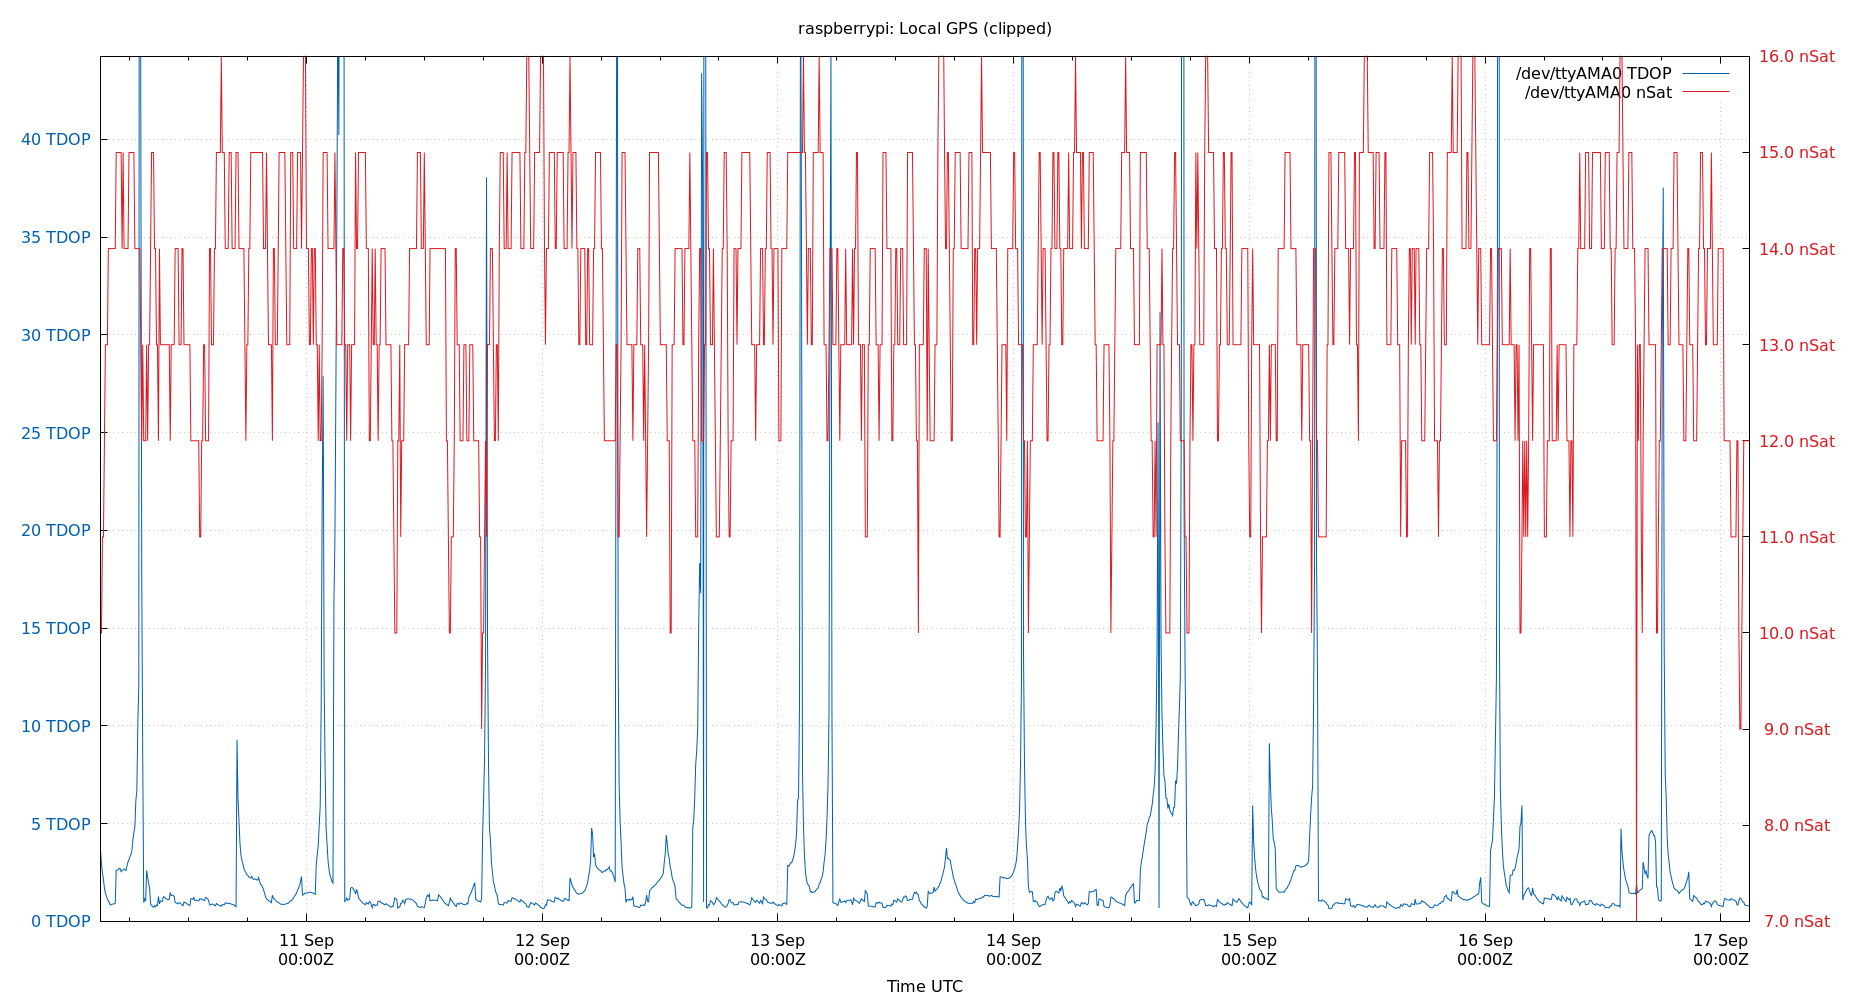 raspberrypi: Local GPS (clipped)
16.0 nSat
/dev/ttyAMA0 TDOP
/dev/ttyAMA0 nSat
40 TDOP
15.0 nSat
35 TDOP
14.0 nSat
30 TDOP
13.0 nSat
25 TDOP
12.0 nSat
20 TDOP
11.0 nSat
15 TDOP
10.0 nSat
10 TDOP
9.0 nSat
5 TDOP
8.0 nSat
0 TDOP
7.0 nSat
11 Sep 12 Sep 13 Sep 14 Sep 15 Sep 16 Sep 17 Sep
00:00Z 00:00Z 00:00Z 00:00Z 00:00Z 00:00Z 00:00Z
Time UTC